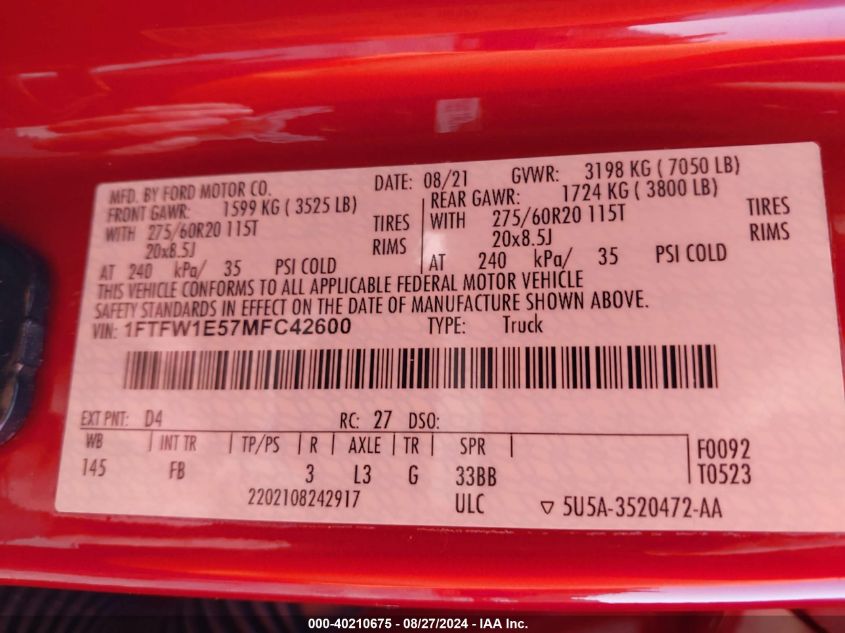 MFD. BY FORD MOTOR CO. DATE: 08/21 GVWR: 3198 KG ( 7050 LB)
FRONT GAWR: 1599 KG ( 3525 LB) REAR GAWR: 1724 KG ( 3800 LB)
WITH 275/60R20 115T TIRES WITH 275/60R20 115T TIRES
20x8.5J RIMS 20x8.5J RIMS
AT 240 kPa/ 35 PSI COLD AT 240 kPa/ 35 PSI COLD
THIS VEHICLE CONFORMS TO ALL APPLICABLE FEDERAL MOTOR VEHICLE
SAFETY STANDARDS IN EFFECT ON THE DATE OF MANUFACTURE SHOWN ABOVE.
VIN: 1FTFW1E57MFC42600 TYPE: Truck
EXT PNT: D4 RC: 27 DSO:
WB INT TR TP/PS R AXLE TR SPR F0092
145 FB 3 L3 G 33BB T0523
2202108242917 ULC ▽ 5U5A-3520472-AA
000-40210675 - 08/27/2024 - IAA Inc.